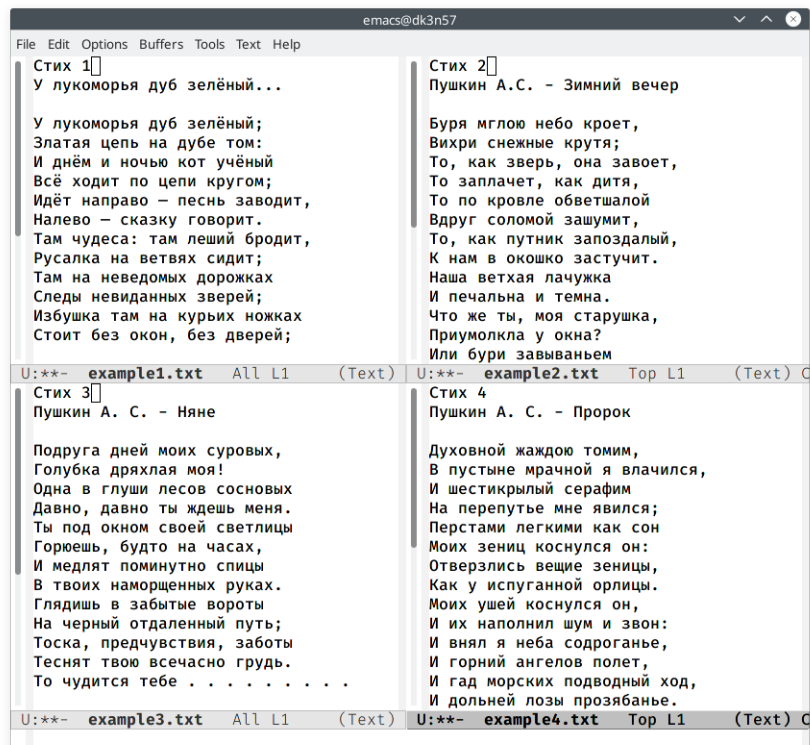 emacs@dk3n57
File Edit Options Buffers Tools Text Help
Стих 1
У лукоморья дуб зелёный...
У лукоморья дуб зелёный;
Златая цепь на дубе том:
И днём и ночью кот учёный
Всё ходит по цепи кругом;
Идёт направо — песнь заводит,
Налево — сказку говорит.
Там чудеса: там леший бродит,
Русалка на ветвях сидит;
Там на неведомых дорожках
Следы невиданных зверей;
Избушка там на курьих ножках
Стоит без окон, без дверей;
U:**- example1.txt All L1 (Text)
Стих 2
Пушкин А.С. - Зимний вечер
Буря мглою небо кроет,
Вихри снежные крутя;
То, как зверь, она завоет,
То заплачет, как дитя,
То по кровле обветшалой
Вдруг соломой зашумит,
То, как путник запоздалый,
К нам в окошко застучит.
Наша ветхая лачужка
И печальна и темна.
Что же ты, моя старушка,
Приумолкла у окна?
Или бури завываньем
U:**- example2.txt Top L1 (Text) C
Стих 3
Пушкин А. С. - Няне
Подруга дней моих суровых,
Голубка дряхлая моя!
Одна в глуши лесов сосновых
Давно, давно ты ждешь меня.
Ты под окном своей светлицы
Горюешь, будто на часах,
И медлят поминутно спицы
В твоих наморщенных руках.
Глядишь в забытые вороты
На черный отдаленный путь;
Тоска, предчувствия, заботы
Теснят твою всечасно грудь.
То чудится тебе . . . . . . . . .
U:**- example3.txt All L1 (Text)
Стих 4
Пушкин А. С. - Пророк
Духовной жаждою томим,
В пустыне мрачной я влачился,
И шестикрылый серафим
На перепутье мне явился;
Перстами легкими как сон
Моих зениц коснулся он:
Отверзлись вещие зеницы,
Как у испуганной орлицы.
Моих ушей коснулся он,
И их наполнил шум и звон:
И внял я неба содроганье,
И горний ангелов полет,
И гад морских подводный ход,
И дольней лозы прозябанье.
U:**- example4.txt Top L1 (Text) C